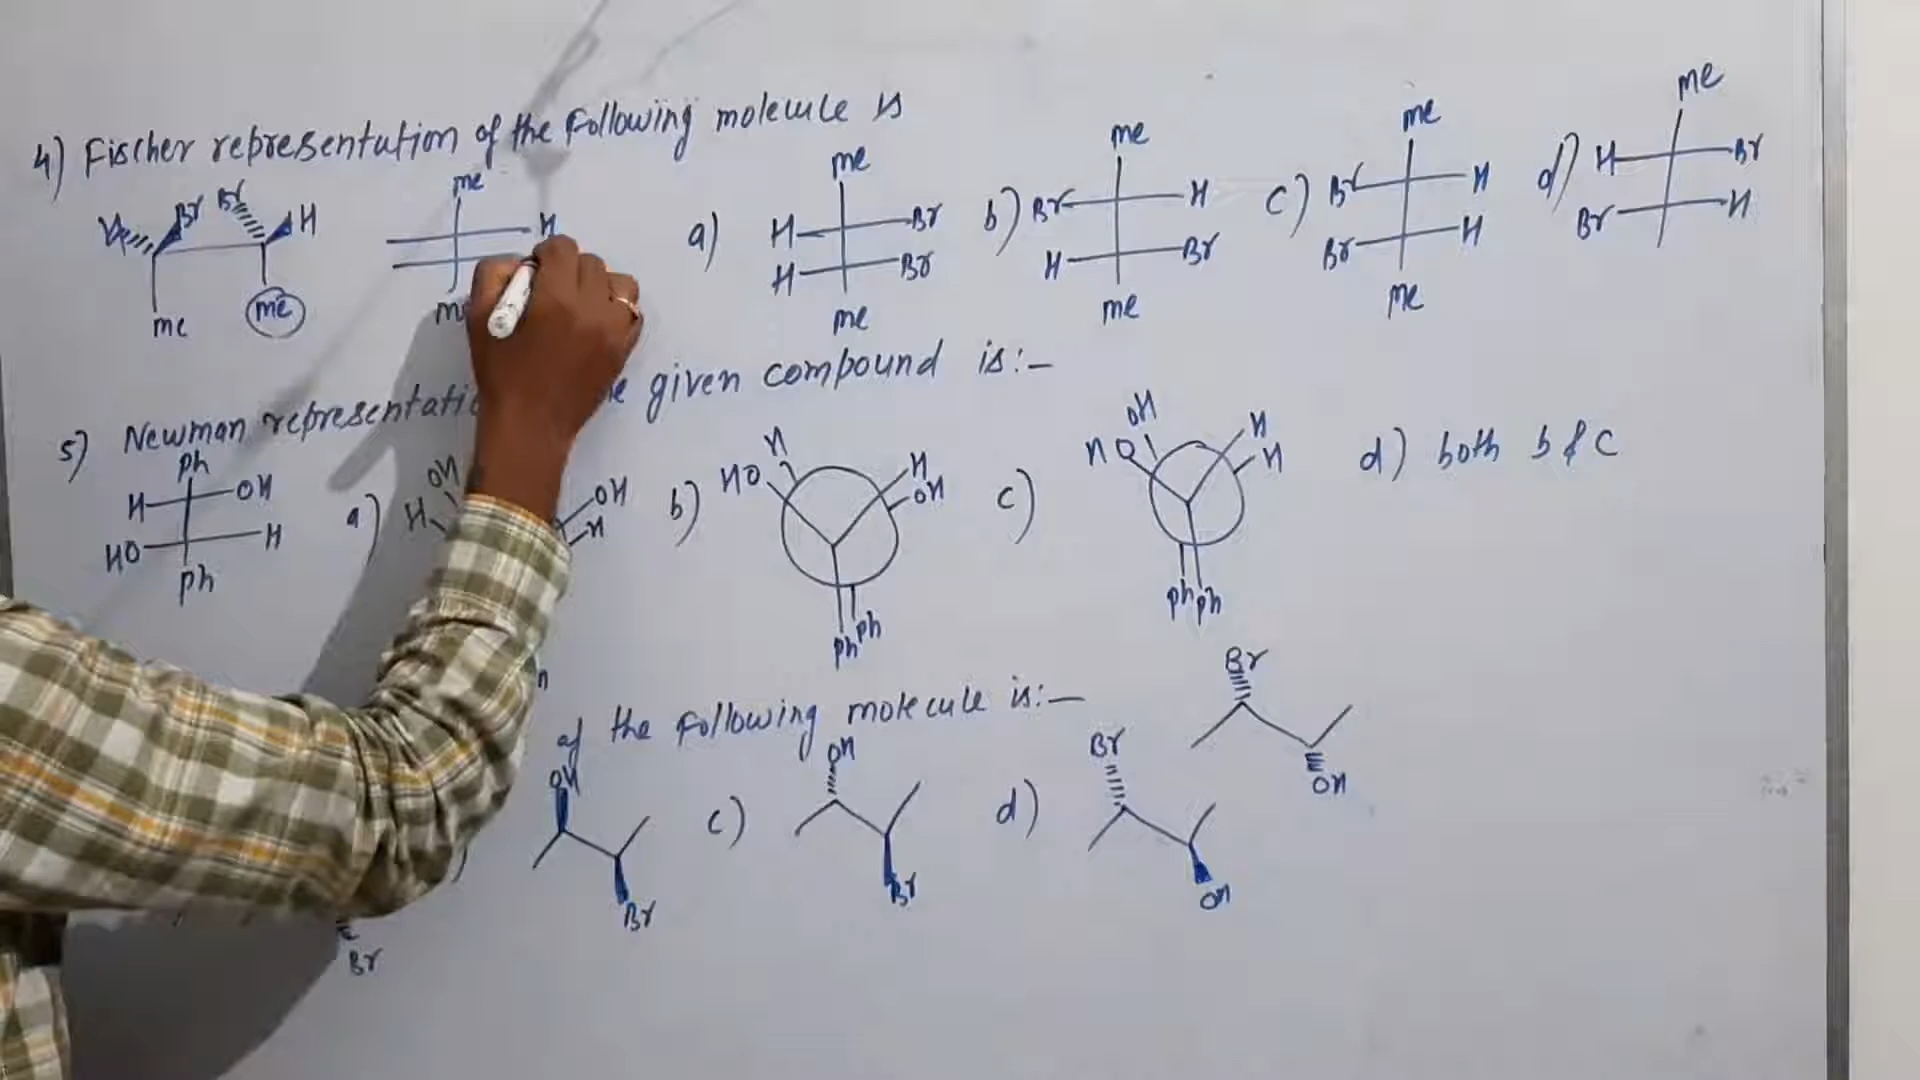 4) Fischer representation of the following molecule is
H Br Br H
me me
me
H
a) me
H Br
H Br
me
b) me
Br H
H Br
me
c) me
Br H
Br H
me
d) me
H Br
Br H
5) Newman given compound is:-
Ph
H OH
HO H
Ph
a) OH
H OH
H
b) H
HO H
OH
Ph Ph
c) OH
H H
H
Ph Ph
d) both b & c
of the following molecule is:-
Br
OH
OH
Br
c) OH
Br
d) Br
OH
Br